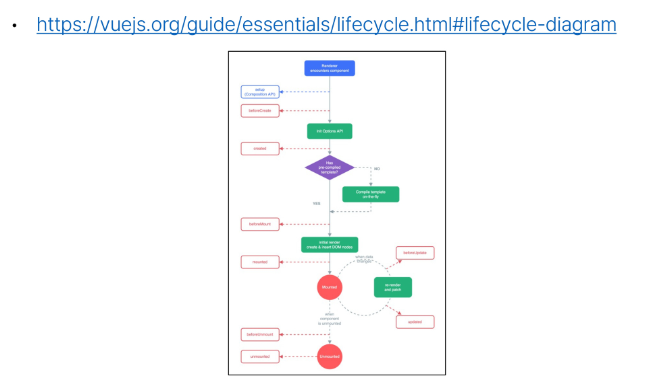 • https://vuejs.org/guide/essentials/lifecycle.html#lifecycle-diagram
Renderer
encounters component
setup
(Composition API)
beforeCreate
Init Options API
created
Has
pre-compiled
template?
NO
Compile template
on-the-fly
YES
beforeMount
initial render
create & insert DOM nodes
mounted
when data
changes
beforeUpdate
Mounted
re-render
and patch
updated
when
component
is unmounted
beforeUnmount
unmounted
Unmounted